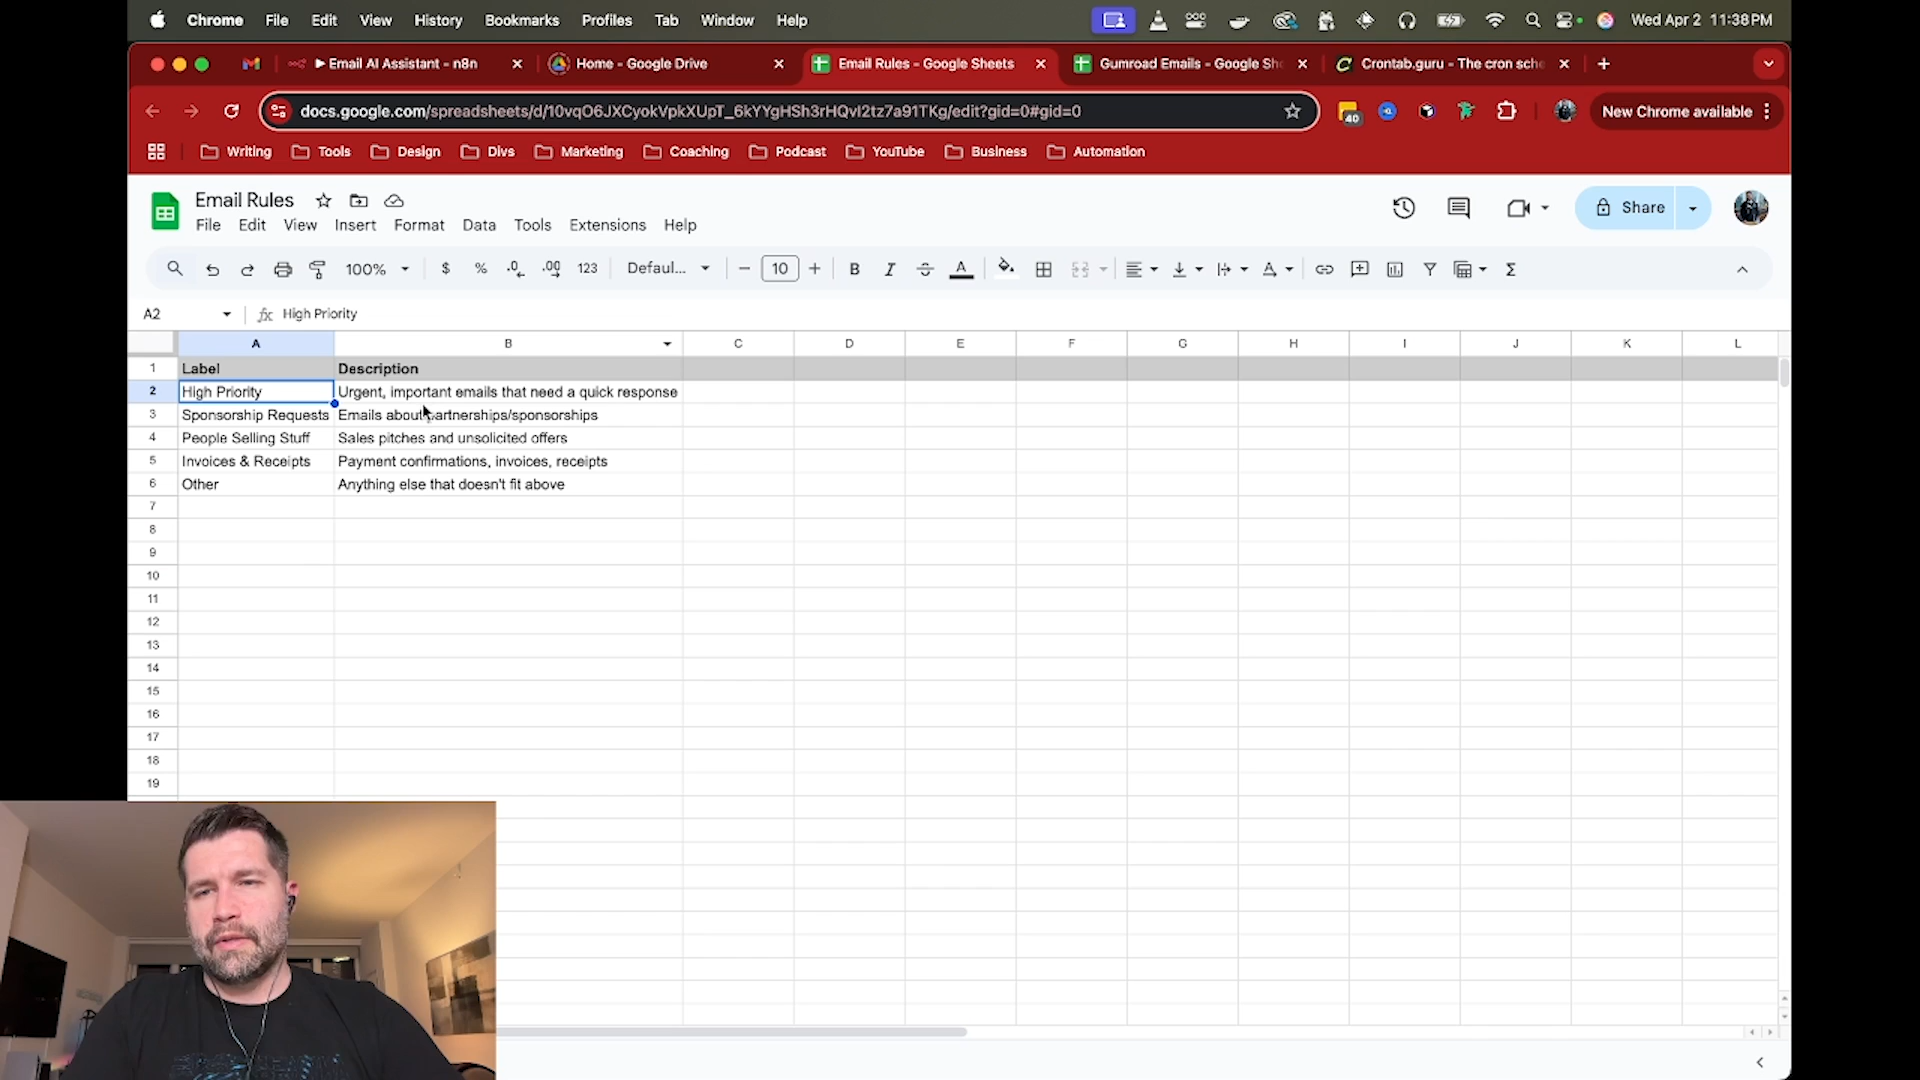 Chrome File Edit View History Bookmarks Profiles Tab Window Help Wed Apr 2 11:38 PM
Email AI Assistant - n8n Home - Google Drive Email Rules - Google Sheets Gumroad Emails - Google She Crontab.guru - The cron sche
docs.google.com/spreadsheets/d/10vqO6JXCyokVpkXUpT_6kYYgHSh3rHQvI2tz7a91TKg/edit?gid=0#gid=0 40 New Chrome available
Writing Tools Design Divs Marketing Coaching Podcast YouTube Business Automation
Email Rules
File Edit View Insert Format Data Tools Extensions Help
Share
100% $ % .0 .00 123 Defaul... 10 B I S A
A2 fx High Priority
A B C D E F G H I J K L
1 Label Description
2 High Priority Urgent, important emails that need a quick response
3 Sponsorship Requests Emails about partnerships/sponsorships
4 People Selling Stuff Sales pitches and unsolicited offers
5 Invoices & Receipts Payment confirmations, invoices, receipts
6 Other Anything else that doesn't fit above
7
8
9
10
11
12
13
14
15
16
17
18
19